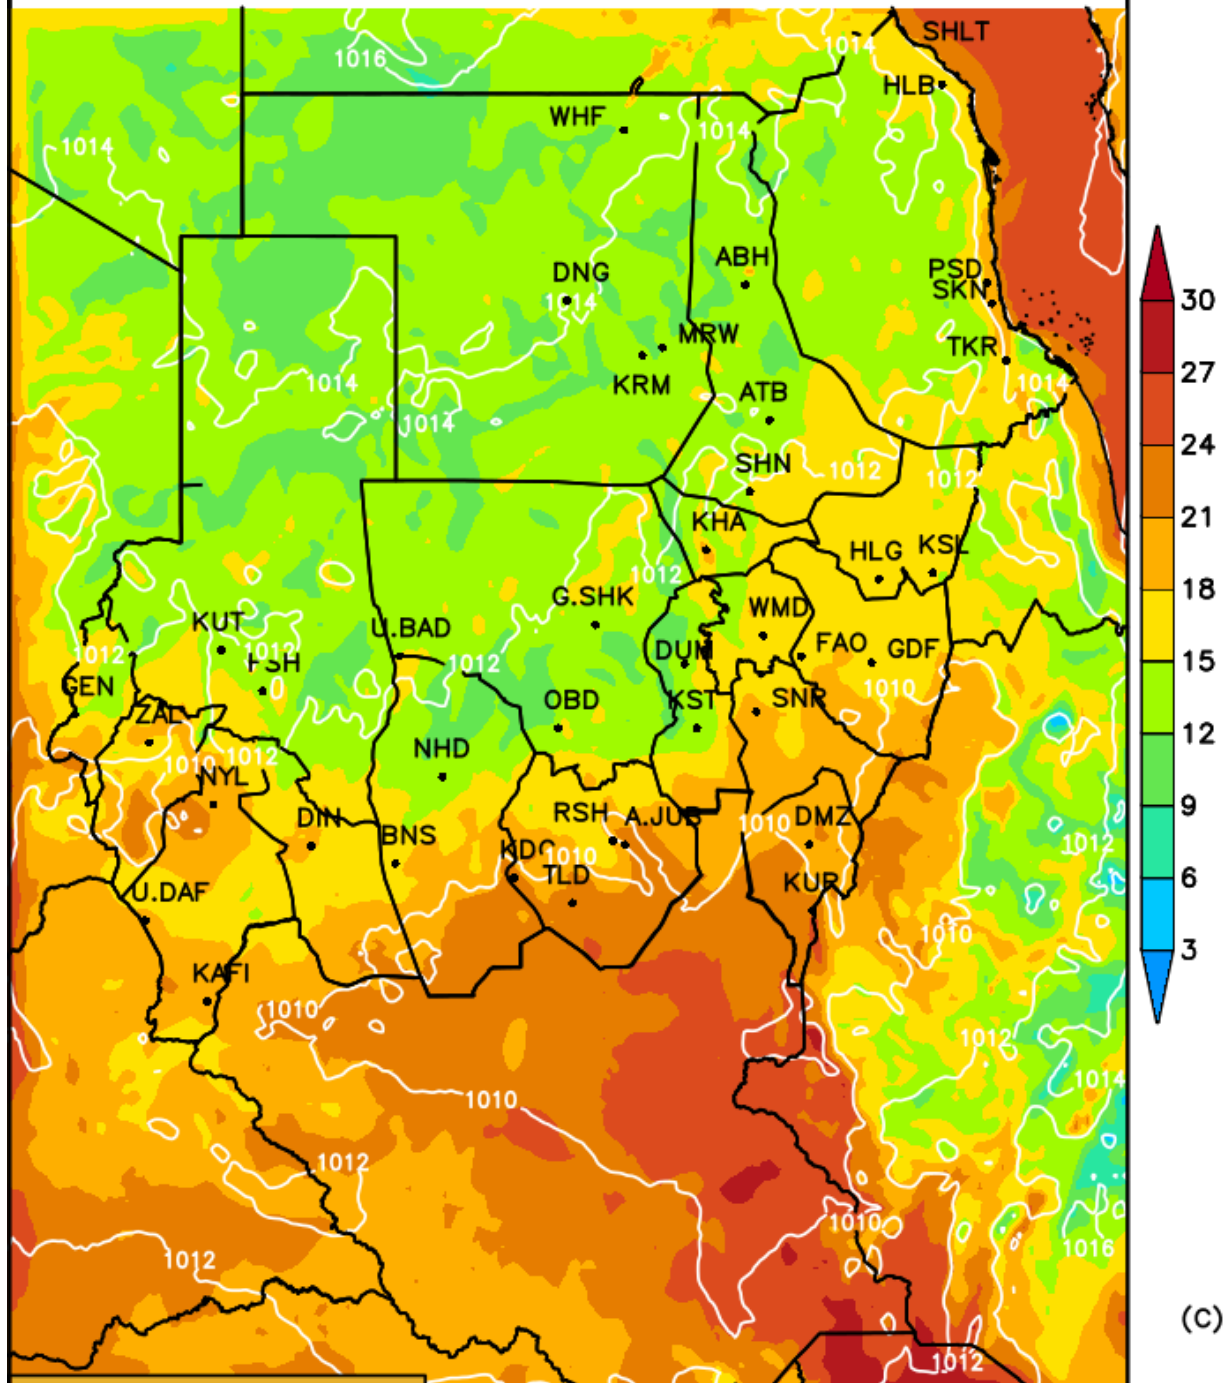 SHLT
1014
1016
HLB
WHF
1014
1014
ABH
PSD
DNG
SKN
1014
MRW
TKR
1014
KRM
1014
ATB
1014
SHN
1012
1012
KHA
HLG
KSL
1012
G.SHK
WMD
KUT
U.BAD
FAO
GDF
1012
1012
DUM
FSH
1012
GEN
1010
KST
SNR
OBD
ZAL
NHD
1012
1010
NYL
RSH
A.JUB
DIN
DMZ
1010
BNS
1012
1010
TLD
KUR
U.DAF
1010
KAFI
1010
1012
1014
1010
1012
1010
1012
1016
1012
30
27
24
21
18
15
12
9
6
3
(C)